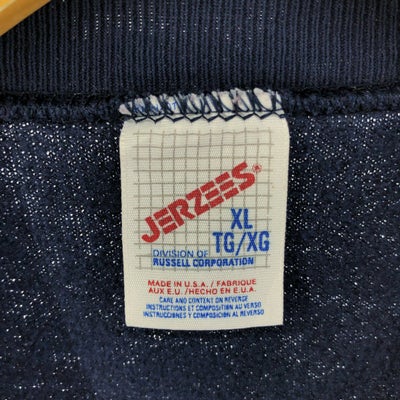 JERZEES®
XL
TG/XG
DIVISION OF
RUSSELL CORPORATION
MADE IN U.S.A. / FABRIQUE
AUX E.U. / HECHO EN E.U.A.
CARE AND CONTENT ON REVERSE
INSTRUCTIONS ET COMPOSITION AU VERSO
INSTRUCCIONES Y COMPOSICIÓN AL REVERSO